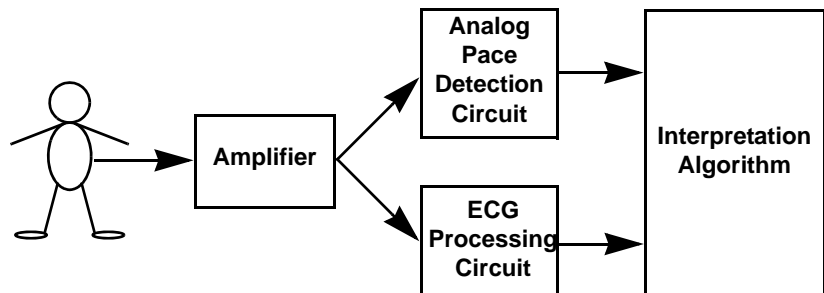 Amplifier
Analog
Pace
Detection
Circuit
ECG
Processing
Circuit
Interpretation
Algorithm